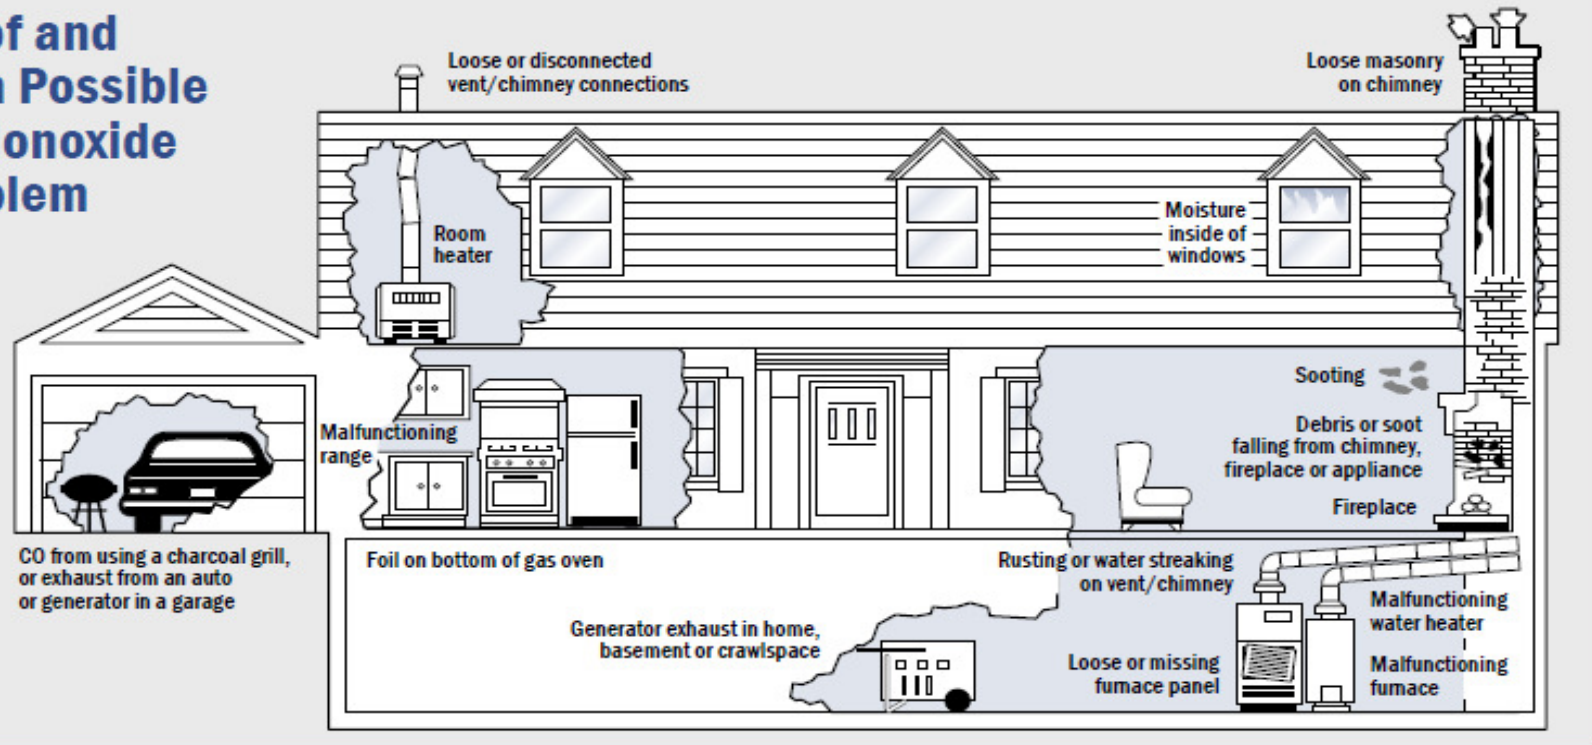 of and
Possible
onoxide
blem
Loose or disconnected
vent/chimney connections
Loose masonry
on chimney
Room
heater
Moisture
inside of
windows
Sooting
Malfunctioning
range
Debris or soot
falling from chimney,
fireplace or appliance
Fireplace
CO from using a charcoal grill,
or exhaust from an auto
or generator in a garage
Foil on bottom of gas oven
Rusting or water streaking
on vent/chimney
Generator exhaust in home,
basement or crawlspace
Malfunctioning
water heater
Loose or missing
furnace panel
Malfunctioning
furnace